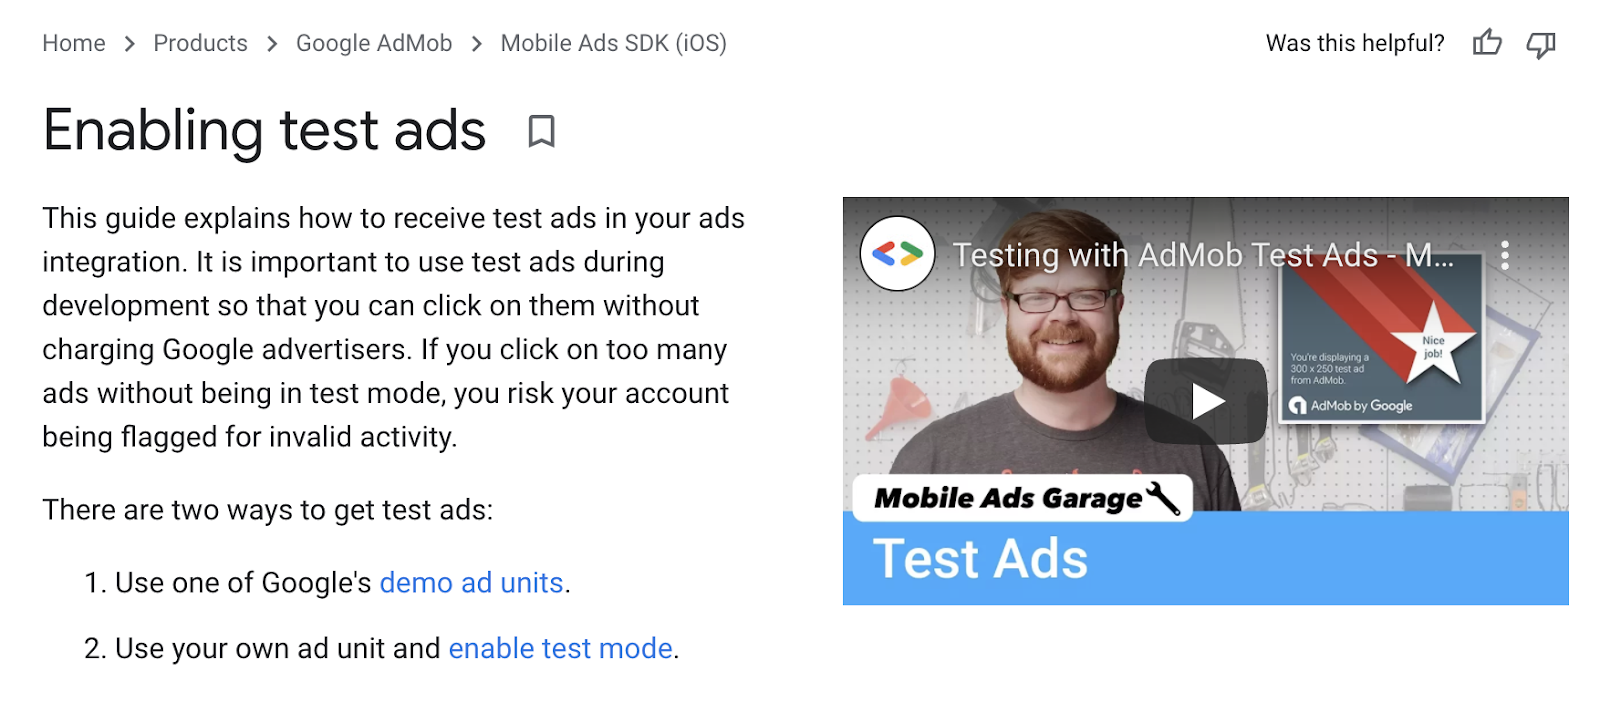 Home > Products > Google AdMob > Mobile Ads SDK (iOS)
Was this helpful?
Enabling test ads
This guide explains how to receive test ads in your ads
integration. It is important to use test ads during
development so that you can click on them without
charging Google advertisers. If you click on too many
ads without being in test mode, you risk your account
being flagged for invalid activity.
There are two ways to get test ads:
1. Use one of Google's demo ad units.
2. Use your own ad unit and enable test mode.
Testing with AdMob Test Ads - M...
Nice
job!
You're displaying a
300 x 250 test ad
from AdMob.
AdMob by Google
Mobile Ads Garage
Test Ads